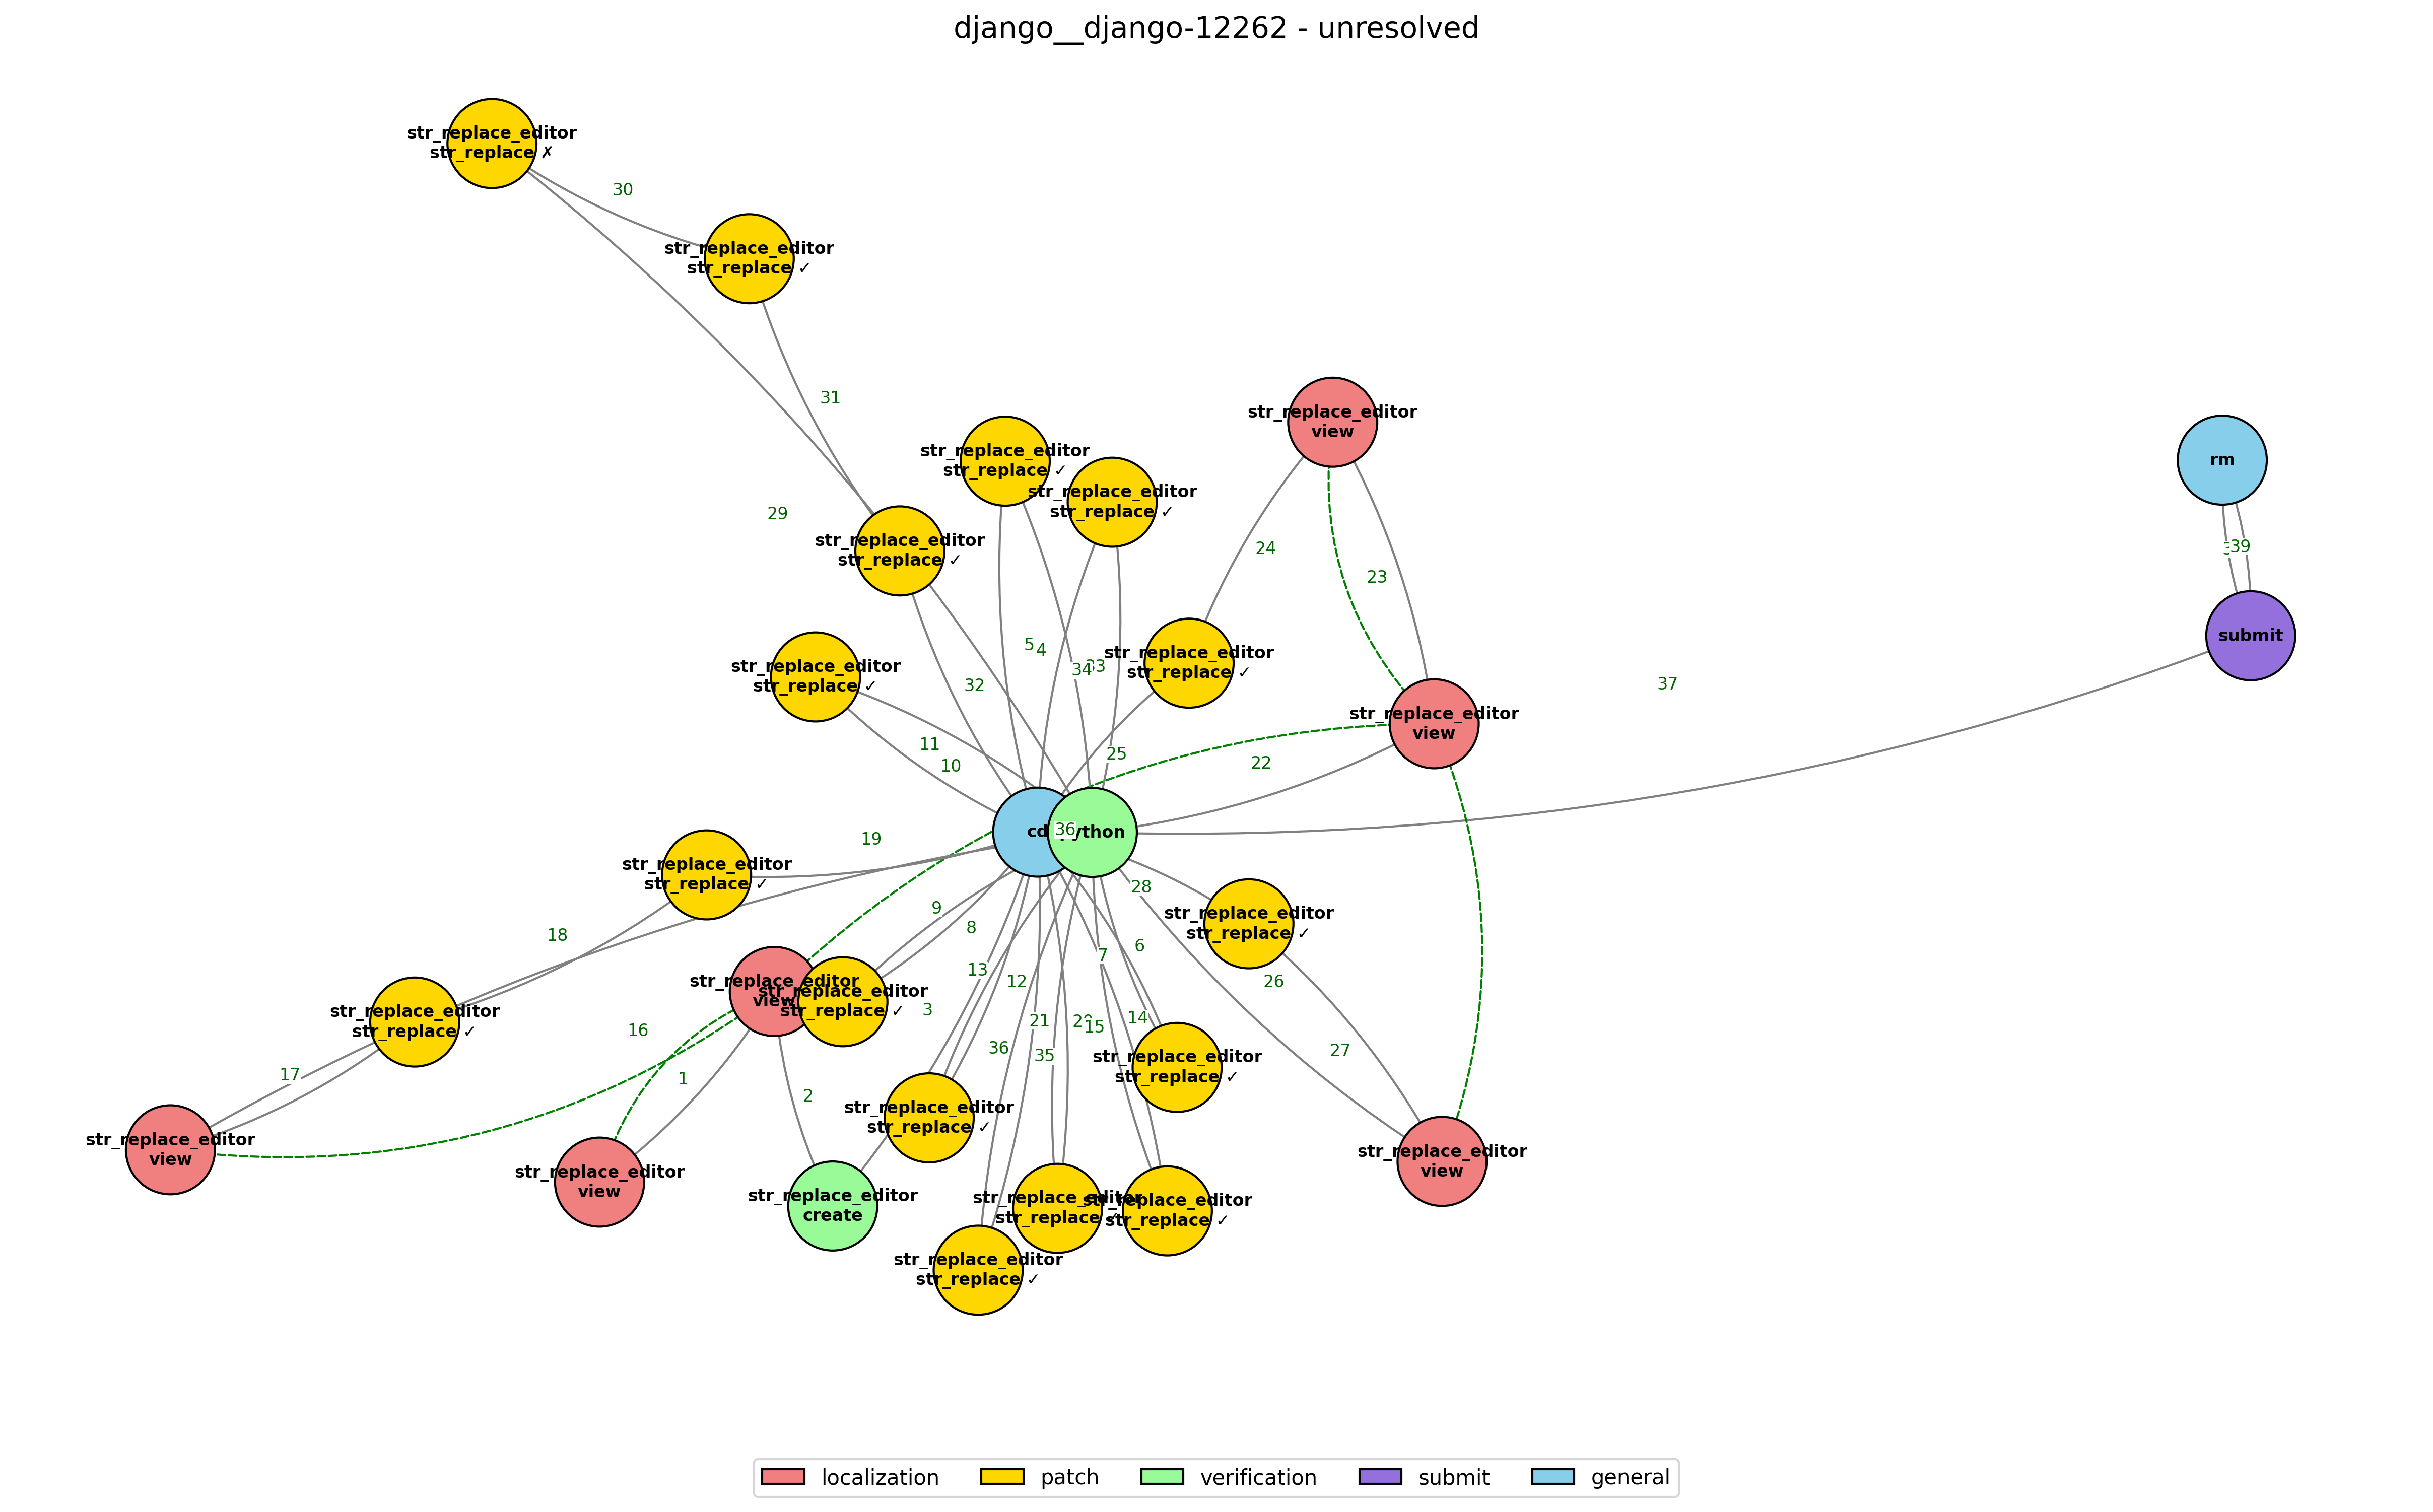 django__django-12262 - unresolved
str_replace_editor
str_replace ✗
30
str_replace_editor
str_replace ✓
31
29
str_replace_editor
view
str_replace_editor
str_replace ✓
rm
str_replace_editor
str_replace ✓
39
str_replace_editor
str_replace ✓
24
23
submit
5
4
34
33
str_replace_editor
str_replace ✓
str_replace_editor
str_replace ✓
32
37
str_replace_editor
view
11
10
25
22
cd
python
36
19
str_replace_editor
str_replace ✓
28
9
8
18
str_replace_editor
str_replace ✓
6
7
13
12
26
str_replace_editor
view
str_replace_editor
str_replace ✓
3
str_replace_editor
str_replace ✓
16
21
15
14
36
35
27
17
1
2
str_replace_editor
str_replace ✓
str_replace_editor
str_replace ✓
str_replace_editor
view
str_replace_editor
view
str_replace_editor
view
str_replace_editor
create
str_replace_editor
str_replace
str_replace_editor
str_replace ✓
str_replace_editor
str_replace ✓
localization
patch
verification
submit
general